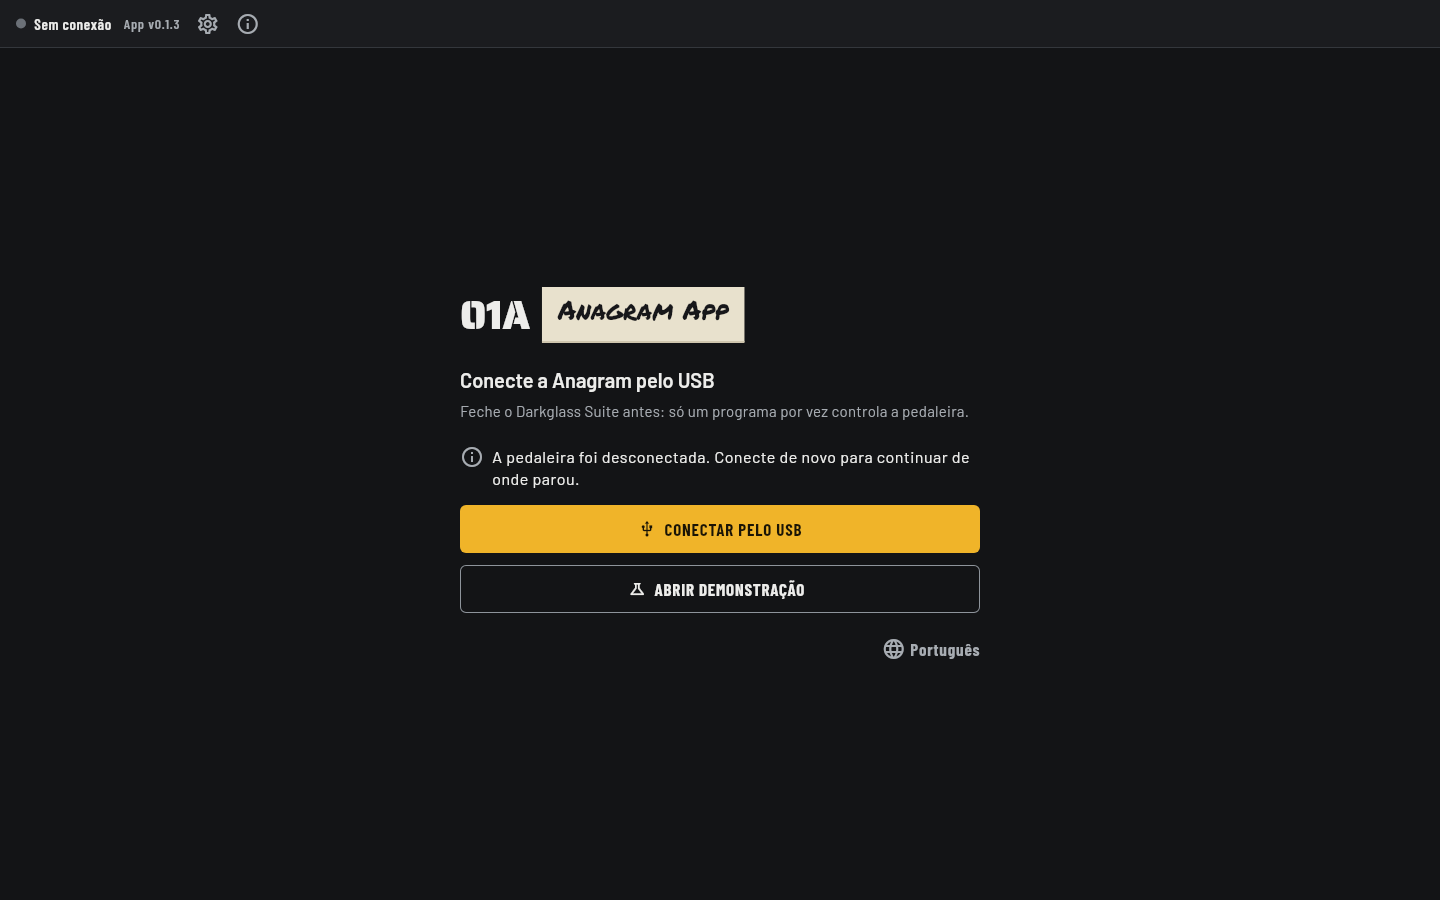 Sem conexão App v0.1.3
01A Anagram App
Conecte a Anagram pelo USB
Feche o Darkglass Suite antes: só um programa por vez controla a pedaleira.
A pedaleira foi desconectada. Conecte de novo para continuar de
onde parou.
CONECTAR PELO USB
ABRIR DEMONSTRAÇÃO
Português